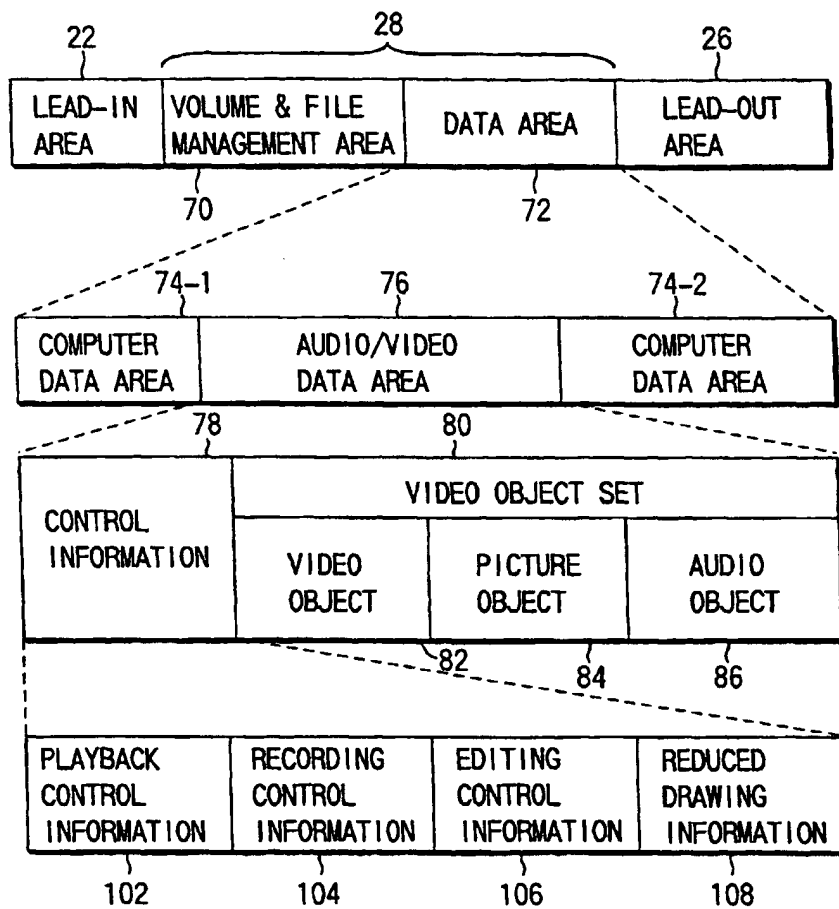 22 28 26
LEAD-IN AREA
VOLUME & FILE MANAGEMENT AREA
DATA AREA
LEAD-OUT AREA
70 72
74-1 76 74-2
COMPUTER DATA AREA
AUDIO/VIDEO DATA AREA
COMPUTER DATA AREA
78 80
CONTROL INFORMATION
VIDEO OBJECT SET
VIDEO OBJECT
PICTURE OBJECT
AUDIO OBJECT
82 84 86
PLAYBACK CONTROL INFORMATION
RECORDING CONTROL INFORMATION
EDITING CONTROL INFORMATION
REDUCED DRAWING INFORMATION
102 104 106 108